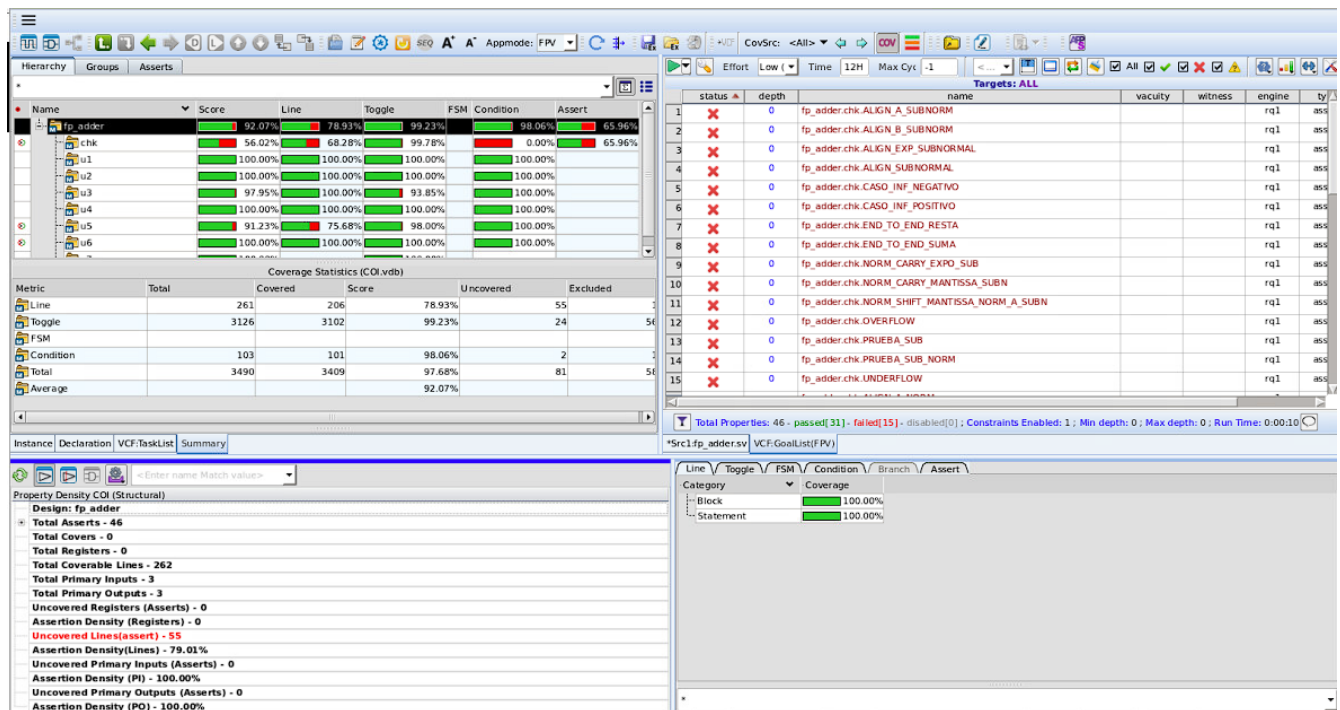 SEQ A A Appmode: FPV CovSrc: <All> COV
Hierarchy Groups Asserts
*
Name Score Line Toggle FSM Condition Assert
fp_adder 92.07% 78.93% 99.23% 98.06% 65.96%
chk 56.02% 68.28% 99.78% 0.00% 65.96%
u1 100.00% 100.00% 100.00% 100.00%
u2 100.00% 100.00% 100.00% 100.00%
u3 97.95% 100.00% 93.85% 100.00%
u4 100.00% 100.00% 100.00% 100.00%
u5 91.23% 75.68% 98.00% 100.00%
u6 100.00% 100.00% 100.00% 100.00%
Coverage Statistics (COI.vdb)
Metric Total Covered Score Uncovered Excluded
Line 261 206 78.93% 55
Toggle 3126 3102 99.23% 24
FSM
Condition 103 101 98.06% 2
Total 3490 3409 97.68% 81
Average 92.07%
Instance Declaration VCF:TaskList Summary
Effort Low ( Time 12H Max Cyc -1 <... All
Targets: ALL
status depth name vacuity witness engine ty
1 0 fp_adder.chk.ALIGN_A_SUBNORM rq1 ass
2 0 fp_adder.chk.ALIGN_B_SUBNORM rq1 ass
3 0 fp_adder.chk.ALIGN_EXP_SUBNORMAL rq1 ass
4 0 fp_adder.chk.ALIGN_SUBNORMAL rq1 ass
5 0 fp_adder.chk.CASO_INF_NEGATIVO rq1 ass
6 0 fp_adder.chk.CASO_INF_POSITIVO rq1 ass
7 0 fp_adder.chk.END_TO_END_RESTA rq1 ass
8 0 fp_adder.chk.END_TO_END_SUMA rq1 ass
9 0 fp_adder.chk.NORM_CARRY_EXPO_SUB rq1 ass
10 0 fp_adder.chk.NORM_CARRY_MANTISSA_SUBN rq1 ass
11 0 fp_adder.chk.NORM_SHIFT_MANTISSA_NORM_A_SUBN rq1 ass
12 0 fp_adder.chk.OVERFLOW rq1 ass
13 0 fp_adder.chk.PRUEBA_SUB rq1 ass
14 0 fp_adder.chk.PRUEBA_SUB_NORM rq1 ass
15 0 fp_adder.chk.UNDERFLOW rq1 ass
Total Properties: 46 - passed[31] - failed[15] - disabled[0] ; Constraints Enabled: 1 ; Min depth: 0 ; Max depth: 0 ; Run Time: 0:00:10
*Src1:fp_adder.sv VCF:GoalList(FPV)
<Enter name Match value>
Property Density COI (Structural)
Design: fp_adder
Total Asserts - 46
Total Covers - 0
Total Registers - 0
Total Coverable Lines - 262
Total Primary Inputs - 3
Total Primary Outputs - 3
Uncovered Registers (Asserts) - 0
Assertion Density (Registers) - 0
Uncovered Lines(assert) - 55
Assertion Density(Lines) - 79.01%
Uncovered Primary Inputs (Asserts) - 0
Assertion Density (PI) - 100.00%
Uncovered Primary Outputs (Asserts) - 0
Assertion Density (PO) - 100.00%
Line Toggle FSM Condition Branch Assert
Category Coverage
Block 100.00%
Statement 100.00%
*